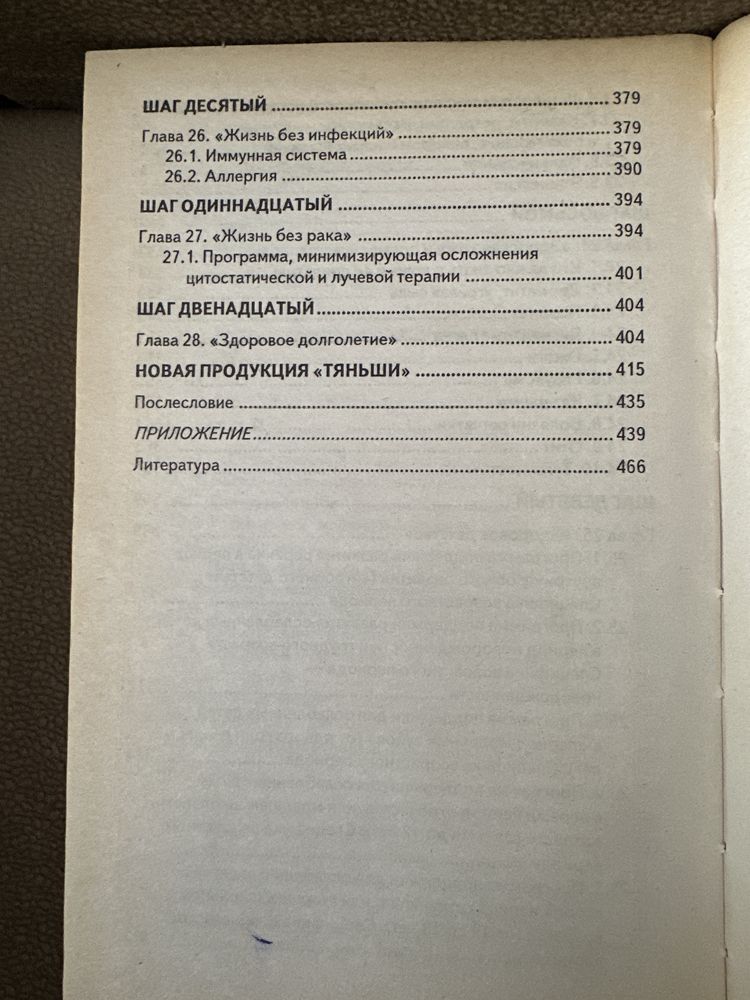 ШАГ ДЕСЯТЫЙ ........ 379
Глава 26. «Жизнь без инфекций» ........ 379
26.1. Иммунная система ........ 379
26.2. Аллергия ........ 390
ШАГ ОДИННАДЦАТЫЙ ........ 394
Глава 27. «Жизнь без рака» ........ 394
27.1. Программа, минимизирующая осложнения
цитостатической и лучевой терапии ........ 401
ШАГ ДВЕНАДЦАТЫЙ ........ 404
Глава 28. «Здоровое долголетие» ........ 404
НОВАЯ ПРОДУКЦИЯ «ТЯНЬШИ» ........ 415
Послесловие ........ 435
ПРИЛОЖЕНИЕ ........ 439
Литература ........ 466